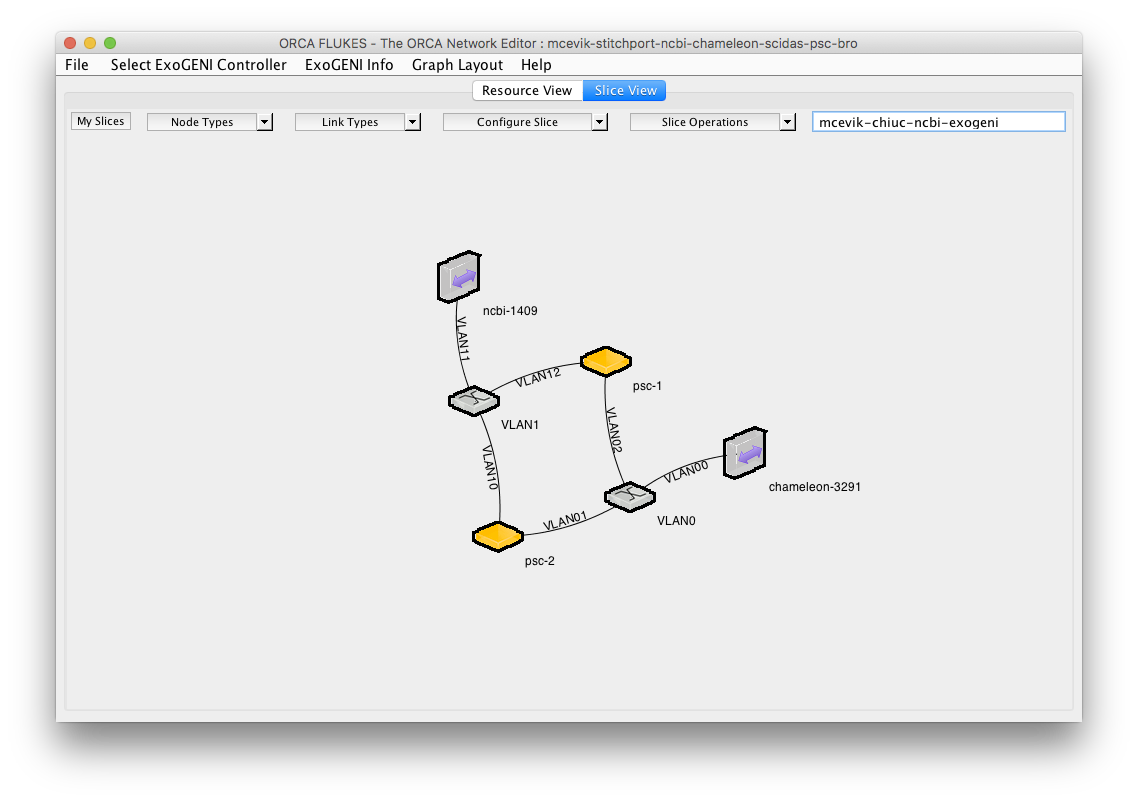 ORCA FLUKES - The ORCA Network Editor : mcevik-stitchport-ncbi-chameleon-scidas-psc-bro
File Select ExoGENI Controller ExoGENI Info Graph Layout Help
Resource View Slice View
My Slices Node Types Link Types Configure Slice Slice Operations mcevik-chiuc-ncbi-exogeni
ncbi-1409
VLAN11
VLAN12
psc-1
VLAN1
VLAN02
VLAN10
VLAN00
chameleon-3291
VLAN01
VLAN0
psc-2